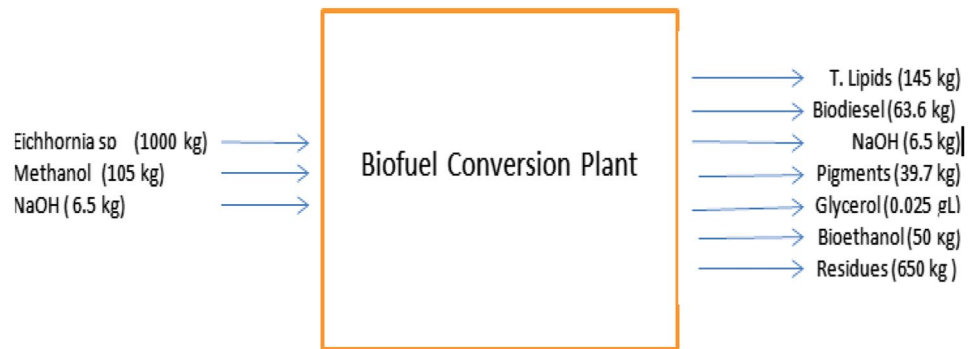 Eichhornia sp (1000 kg)
Methanol (105 kg)
NaOH ( 6.5 kg)
Biofuel Conversion Plant
T. Lipids (145 kg)
Biodiesel (63.6 kg)
NaOH (6.5 kg)
Pigments (39.7 kg)
Glycerol (0.025 gL)
Bioethanol (50 kg)
Residues (650 kg )